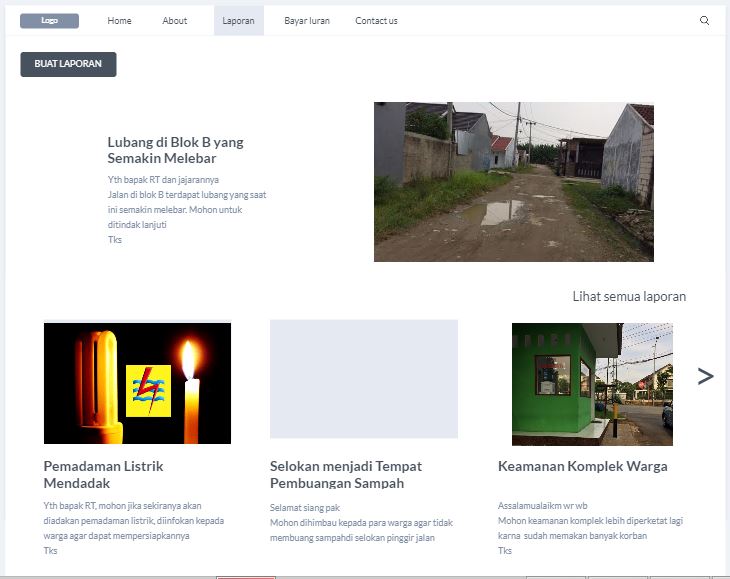 Logo
Home
About
Laporan
Bayar Iuran
Contact us
BUAT LAPORAN
Lubang di Blok B yang
Semakin Melebar
Yth bapak RT dan jajarannya
Jalan di blok B terdapat lubang yang saat
ini semakin melebar. Mohon untuk
ditindak lanjuti
Tks
Lihat semua laporan
>
Pemadaman Listrik
Mendadak
Yth bapak RT, mohon jika sekiranya akan
diadakan pemadaman listrik, diinfokan kepada
warga agar dapat mempersiapkannya
Tks
Selokan menjadi Tempat
Pembuangan Sampah
Selamat siang pak
Mohon dihimbau kepada para warga agar tidak
membuang sampahdi selokan pinggir jalan
Keamanan Komplek Warga
Assalamualaikm wr wb
Mohon keamanan komplek lebih diperketat lagi
karna sudah memakan banyak korban
Tks